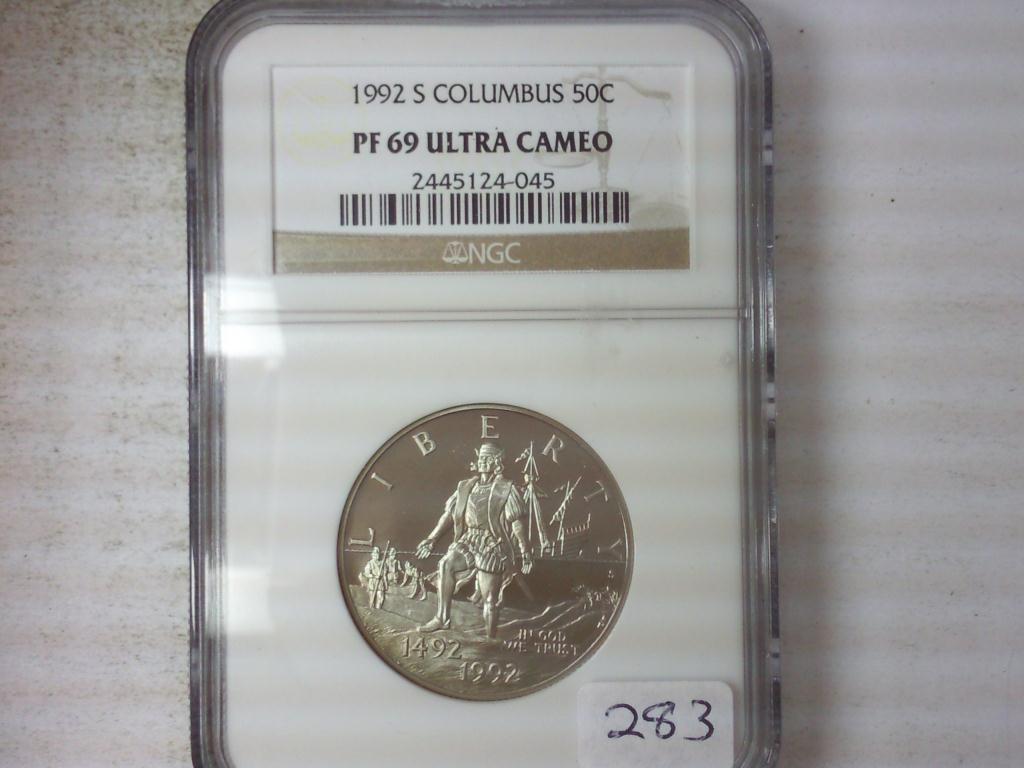 1992 S COLUMBUS 50C
PF 69 ULTRA CAMEO
2445124-045
NGC
LIBERTY
1492
1992
IN GOD
WE TRUST
283